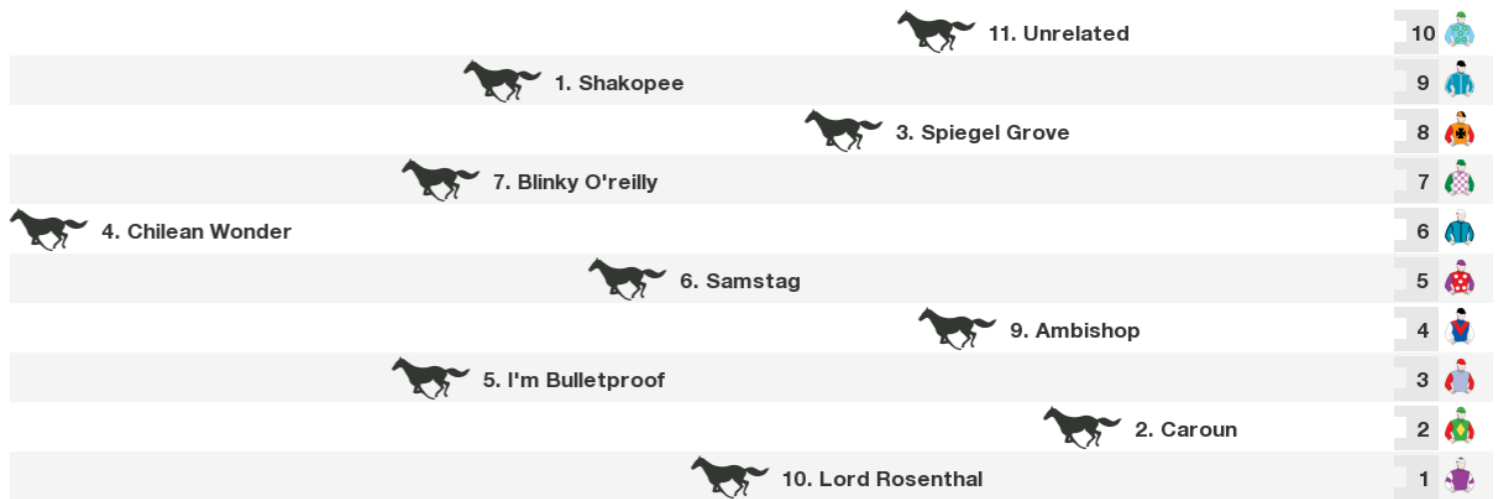 11. Unrelated 10
1. Shakopee 9
3. Spiegel Grove 8
7. Blinky O'reilly 7
4. Chilean Wonder 6
6. Samstag 5
9. Ambishop 4
5. I'm Bulletproof 3
2. Caroun 2
10. Lord Rosenthal 1